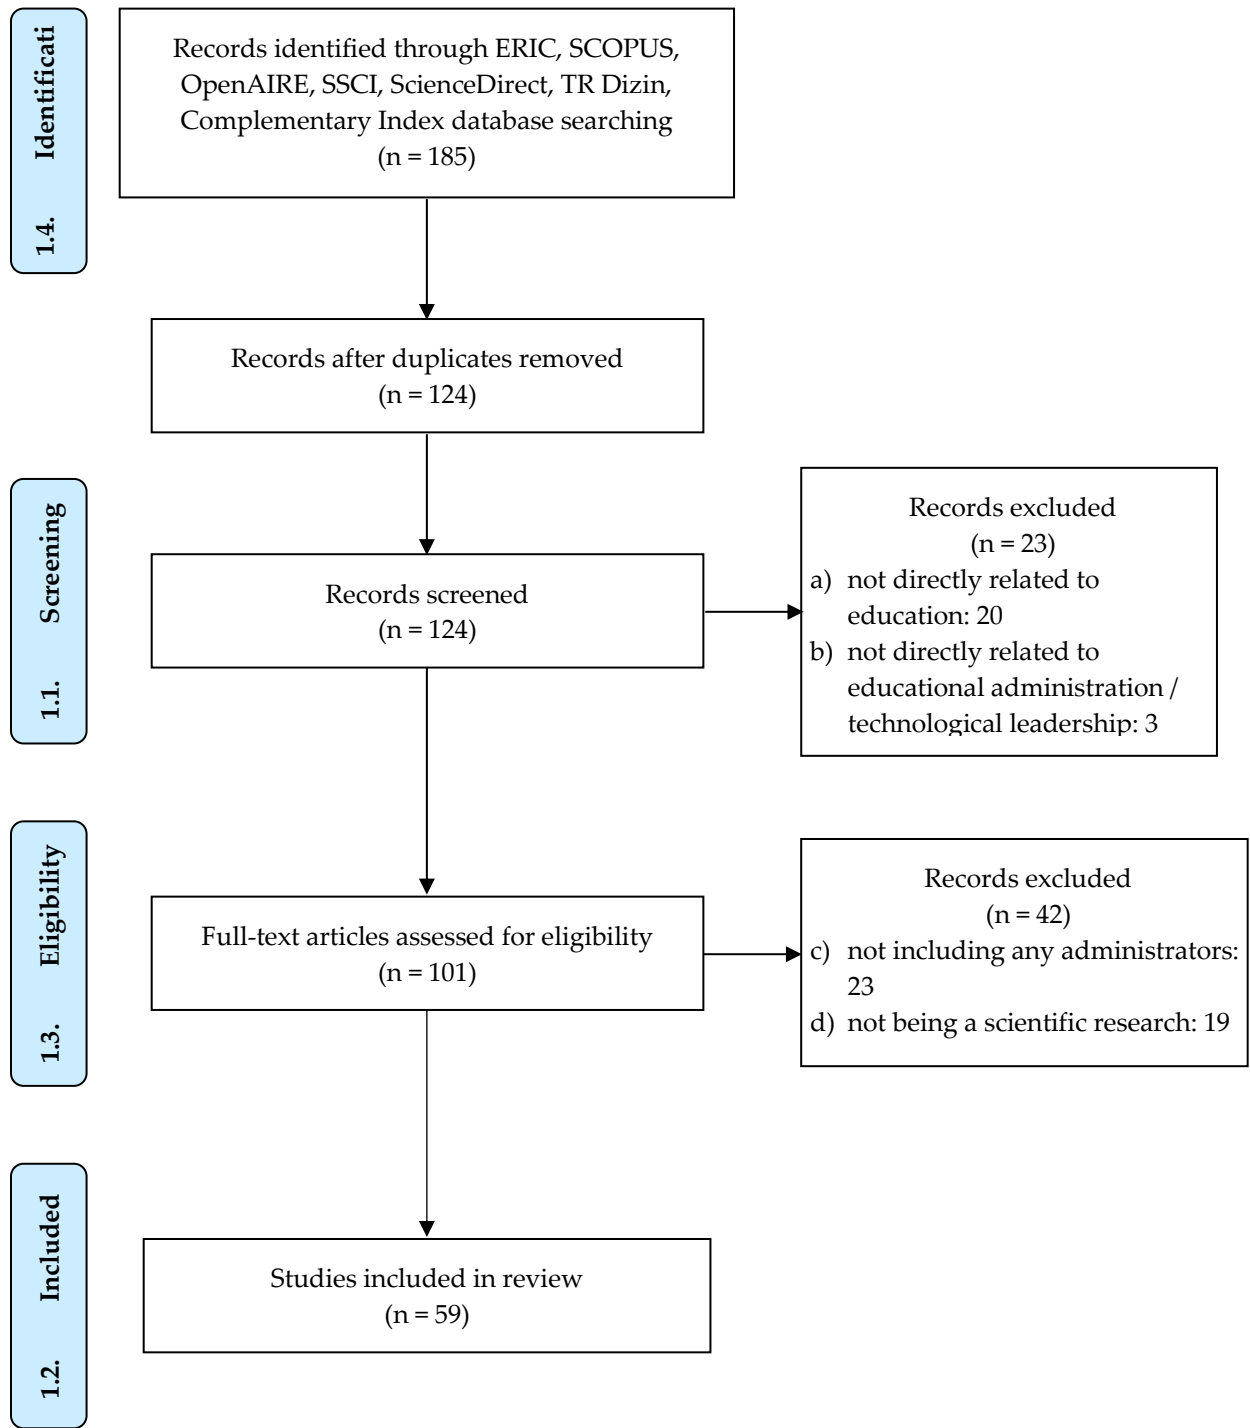 1.4. Identificati
Records identified through ERIC, SCOPUS,
OpenAIRE, SSCI, ScienceDirect, TR Dizin,
Complementary Index database searching
(n = 185)
Records after duplicates removed
(n = 124)
1.1. Screening
Records screened
(n = 124)
Records excluded
(n = 23)
a) not directly related to
education: 20
b) not directly related to
educational administration /
technological leadership: 3
1.3. Eligibility
Full-text articles assessed for eligibility
(n = 101)
Records excluded
(n = 42)
c) not including any administrators:
23
d) not being a scientific research: 19
1.2. Included
Studies included in review
(n = 59)